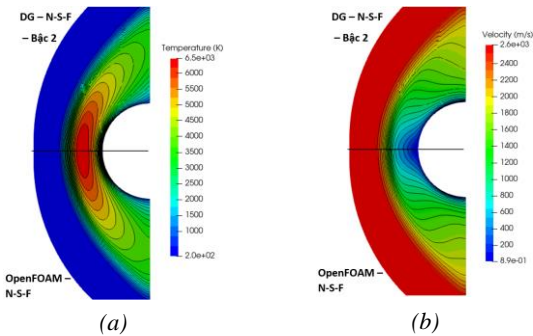 DG – N-S-F
– Bậc 2
Temperature (K)
6.5e+03
6000
5500
5000
4500
4000
3500
3000
2500
2000
1500
1000
2.0e+02
OpenFOAM –
N-S-F
(a)
DG – N-S-F
– Bậc 2
Velocity (m/s)
2.6e+03
2400
2200
2000
1800
1600
1400
1200
1000
800
600
400
200
8.9e-01
OpenFOAM –
N-S-F
(b)